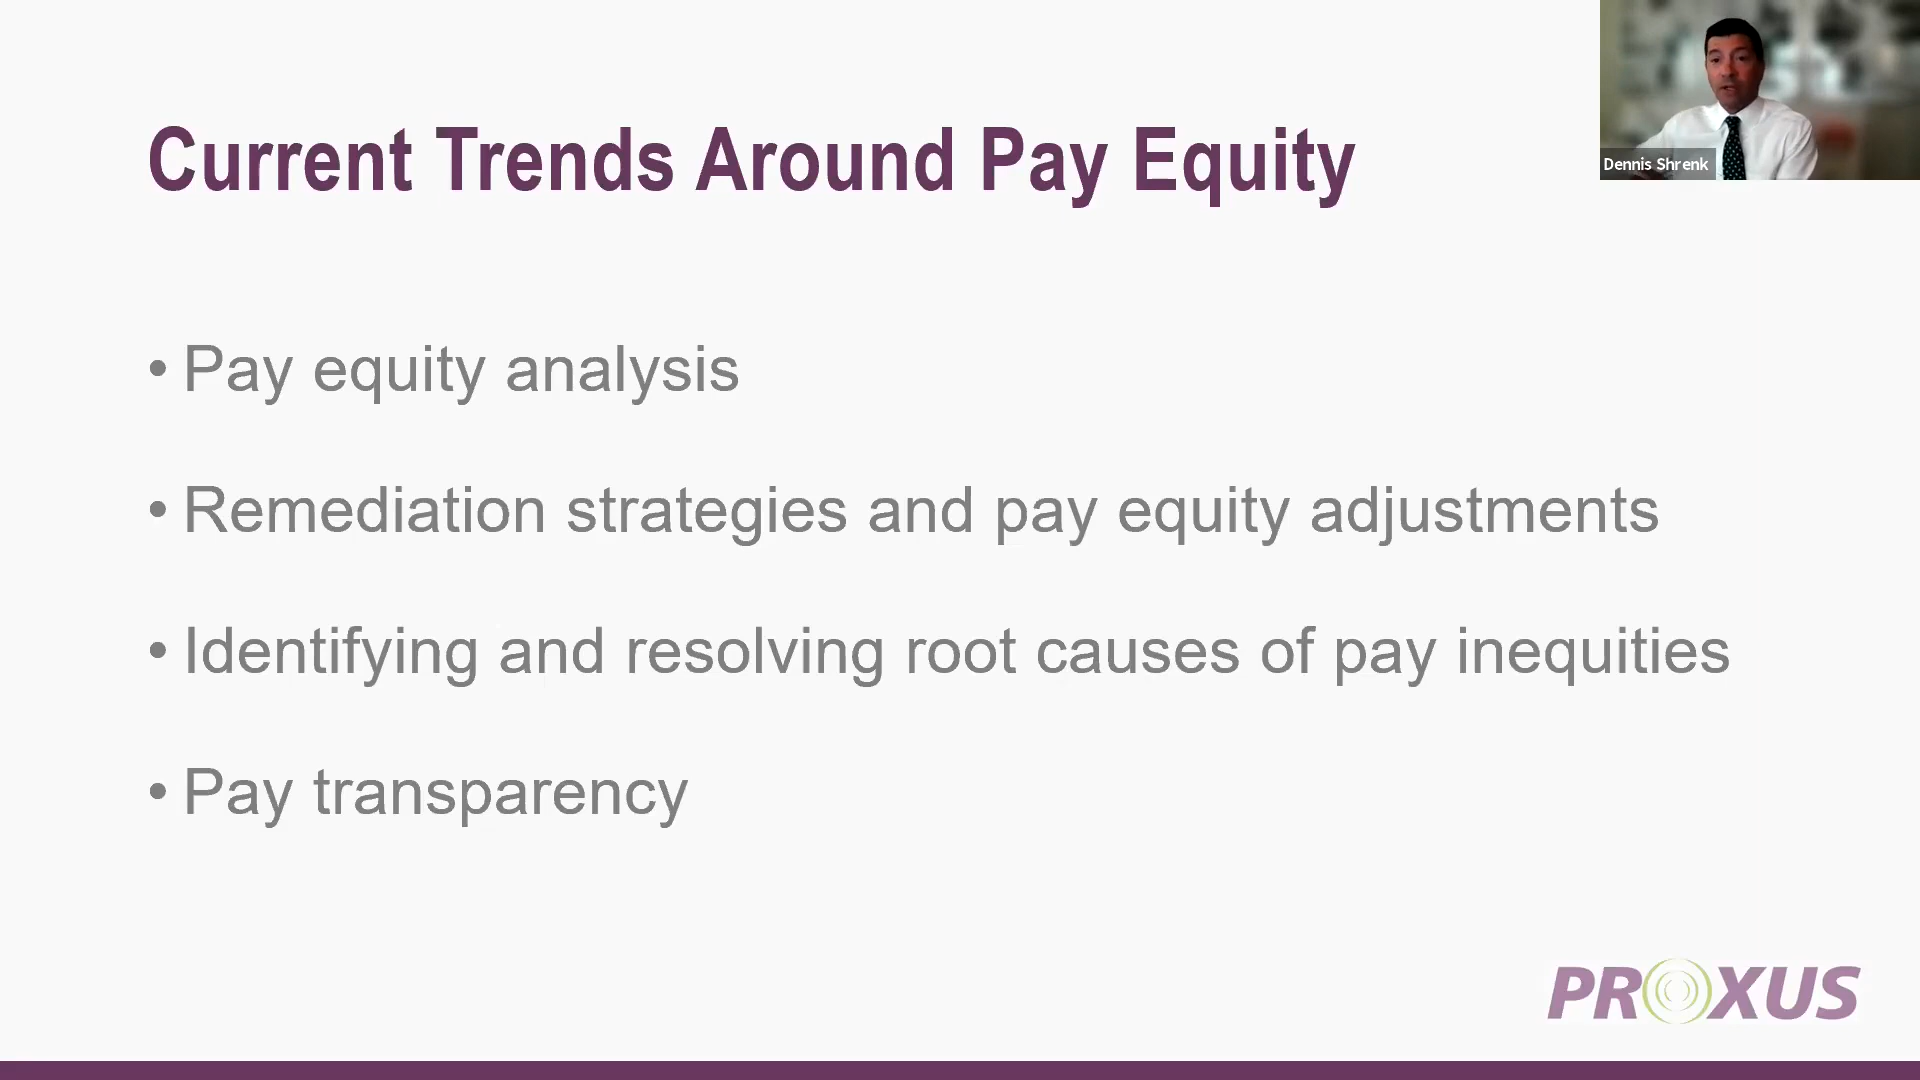 Current Trends Around Pay Equity
Dennis Shrenk
• Pay equity analysis
• Remediation strategies and pay equity adjustments
• Identifying and resolving root causes of pay inequities
• Pay transparency
PROXUS